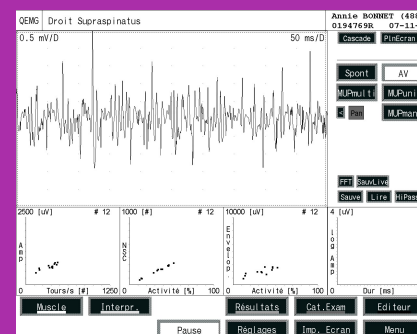 QEMG Droit Supraspinatus
Annie BONNET (488
0194769R 07-11-
0.5 mV/D 50 ms/D
Cascade PlnEcran
Spont AV
MUPmulti MUPuni
< Pan MUPman
FFT SauvLive
Sauve Lire HiPass
2500 [uV] # 12
1000 [#] # 12
10000 [uV] # 12
4 [uV]
Amp
NSC
Envelop.
log Amp
0 Tours/s [#] 1250
0 Activité [%] 100
0 Activité [%] 100
0 Dur [ms]
Muscle Interpr. Résultats Cat.Exam Editeur
Pause Réglages Imp. Ecran Menu